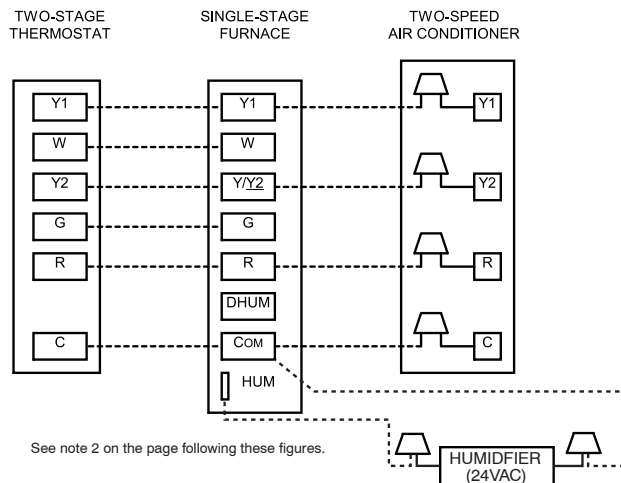 TWO-STAGE
THERMOSTAT
SINGLE-STAGE
FURNACE
TWO-SPEED
AIR CONDITIONER
Y1
Y1
Y1
W
W
Y2
Y/Y2
Y2
G
G
R
R
R
DHUM
C
COM
C
HUM
See note 2 on the page following these figures.
HUMIDFIER
(24VAC)